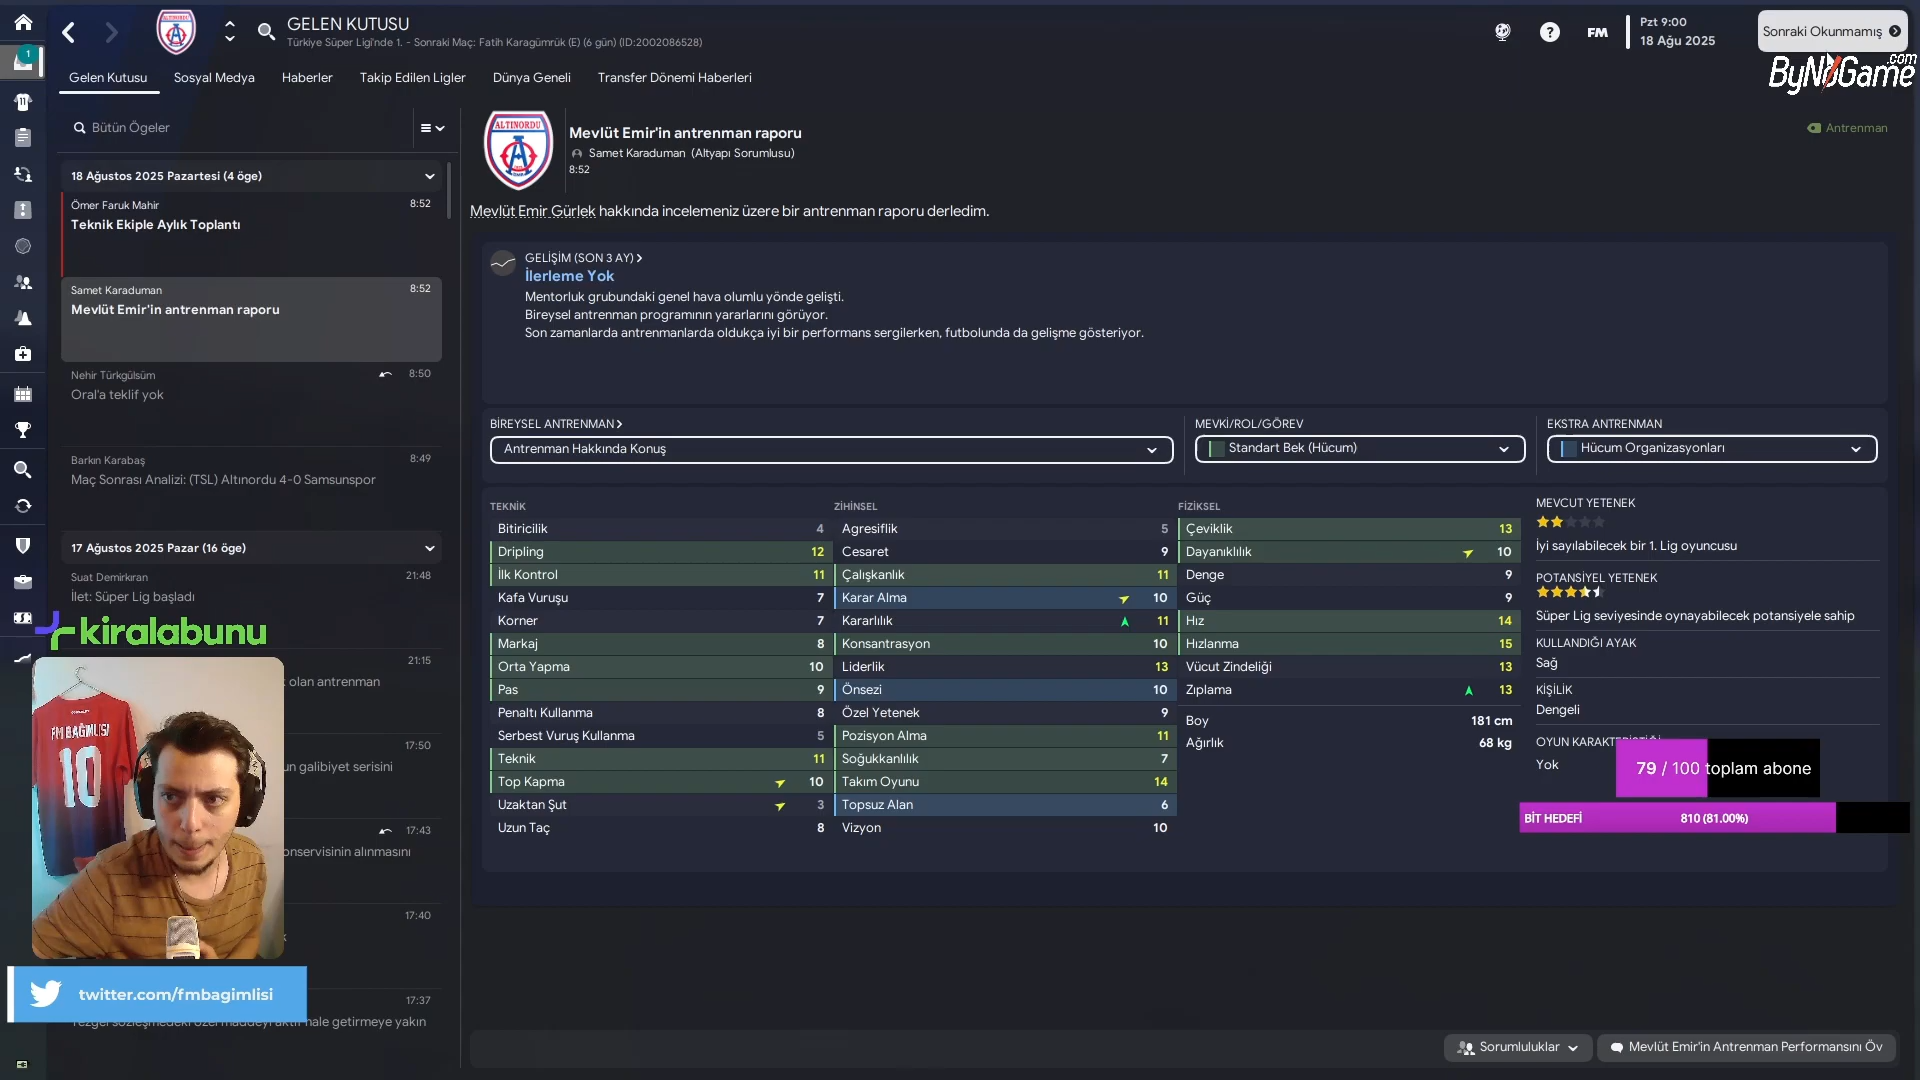 GELEN KUTUSU
Türkiye Süper Ligi'nde 1. - Sonraki Maç: Fatih Karagümrük (E) (6 gün) (ID:2002086528)
FM
Pzt 9:00
18 Ağu 2025
Sonraki Okunmamış
ByNoGame.com
1
Gelen Kutusu
Sosyal Medya
Haberler
Takip Edilen Ligler
Dünya Geneli
Transfer Dönemi Haberleri
Bütün Ögeler
18 Ağustos 2025 Pazartesi (4 öge)
Ömer Faruk Mahir 8:52
Teknik Ekiple Aylık Toplantı
Samet Karaduman 8:52
Mevlüt Emir'in antrenman raporu
Nehir Türkgülsüm 8:50
Oral'a teklif yok
Barkın Karabaş 8:49
Maç Sonrası Analizi: (TSL) Altınordu 4-0 Samsunspor
17 Ağustos 2025 Pazar (16 öge)
Suat Demirkıran 21:48
İlet: Süper Lig başladı
kiralabunu
21:15
olan antrenman
17:50
un galibiyet serisini
17:43
onservisinin alınmasını
17:40
17:37
FM BAĞIMLISI
10
twitter.com/fmbagimlisi
ALTINORDU
Mevlüt Emir'in antrenman raporu
Samet Karaduman (Altyapı Sorumlusu)
8:52
Antrenman
Mevlüt Emir Gürlek hakkında incelemeniz üzere bir antrenman raporu derledim.
GELİŞİM (SON 3 AY)
İlerleme Yok
Mentorluk grubundaki genel hava olumlu yönde gelişti.
Bireysel antrenman programının yararlarını görüyor.
Son zamanlarda antrenmanlarda oldukça iyi bir performans sergilerken, futbolunda da gelişme gösteriyor.
BİREYSEL ANTRENMAN
Antrenman Hakkında Konuş
MEVKİ/ROL/GÖREV
Standart Bek (Hücum)
EKSTRA ANTRENMAN
Hücum Organizasyonları
TEKNİK
Bitiricilik 4
Dripling 12
İlk Kontrol 11
Kafa Vuruşu 7
Korner 7
Markaj 8
Orta Yapma 10
Pas 9
Penaltı Kullanma 8
Serbest Vuruş Kullanma 5
Teknik 11
Top Kapma 10
Uzaktan Şut 3
Uzun Taç 8
ZİHİNSEL
Agresiflik 5
Cesaret 9
Çalışkanlık 11
Karar Alma 10
Kararlılık 11
Konsantrasyon 10
Liderlik 13
Önsezi 10
Özel Yetenek 9
Pozisyon Alma 11
Soğukkanlılık 7
Takım Oyunu 14
Topsuz Alan 6
Vizyon 10
FİZİKSEL
Çeviklik 13
Dayanıklılık 10
Denge 9
Güç 9
Hız 14
Hızlanma 15
Vücut Zindeliği 13
Zıplama 13
Boy 181 cm
Ağırlık 68 kg
MEVCUT YETENEK
İyi sayılabilecek bir 1. Lig oyuncusu
POTANSİYEL YETENEK
Süper Lig seviyesinde oynayabilecek potansiyele sahip
KULLANDIĞI AYAK
Sağ
KİŞİLİK
Dengeli
OYUN KARAKTERİSTİĞİ
Yok
79 / 100 toplam abone
BİT HEDEFİ 810 (81.00%)
Sorumluluklar
Mevlüt Emir'in Antrenman Performansını Öv